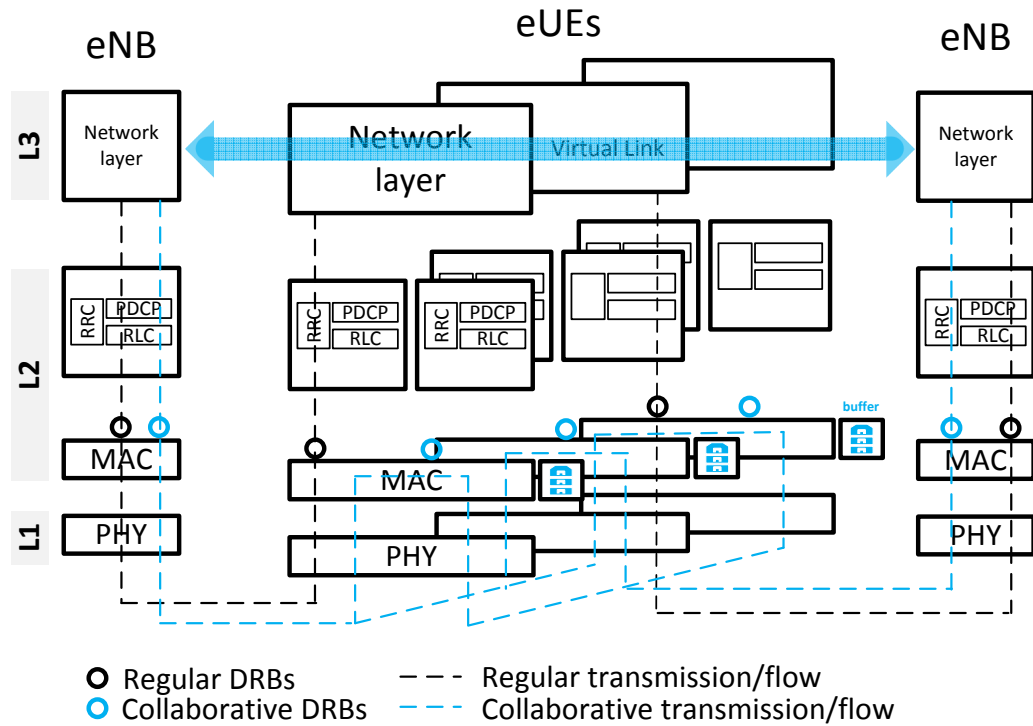 eNB
eUEs
eNB
L3
Network
layer
Network
layer
Virtual Link
Network
layer
L2
RRC
PDCP
RLC
RRC
PDCP
RLC
RRC
PDCP
RLC
RRC
PDCP
RLC
buffer
MAC
MAC
MAC
L1
PHY
PHY
PHY
Regular DRBs
Regular transmission/flow
Collaborative DRBs
Collaborative transmission/flow